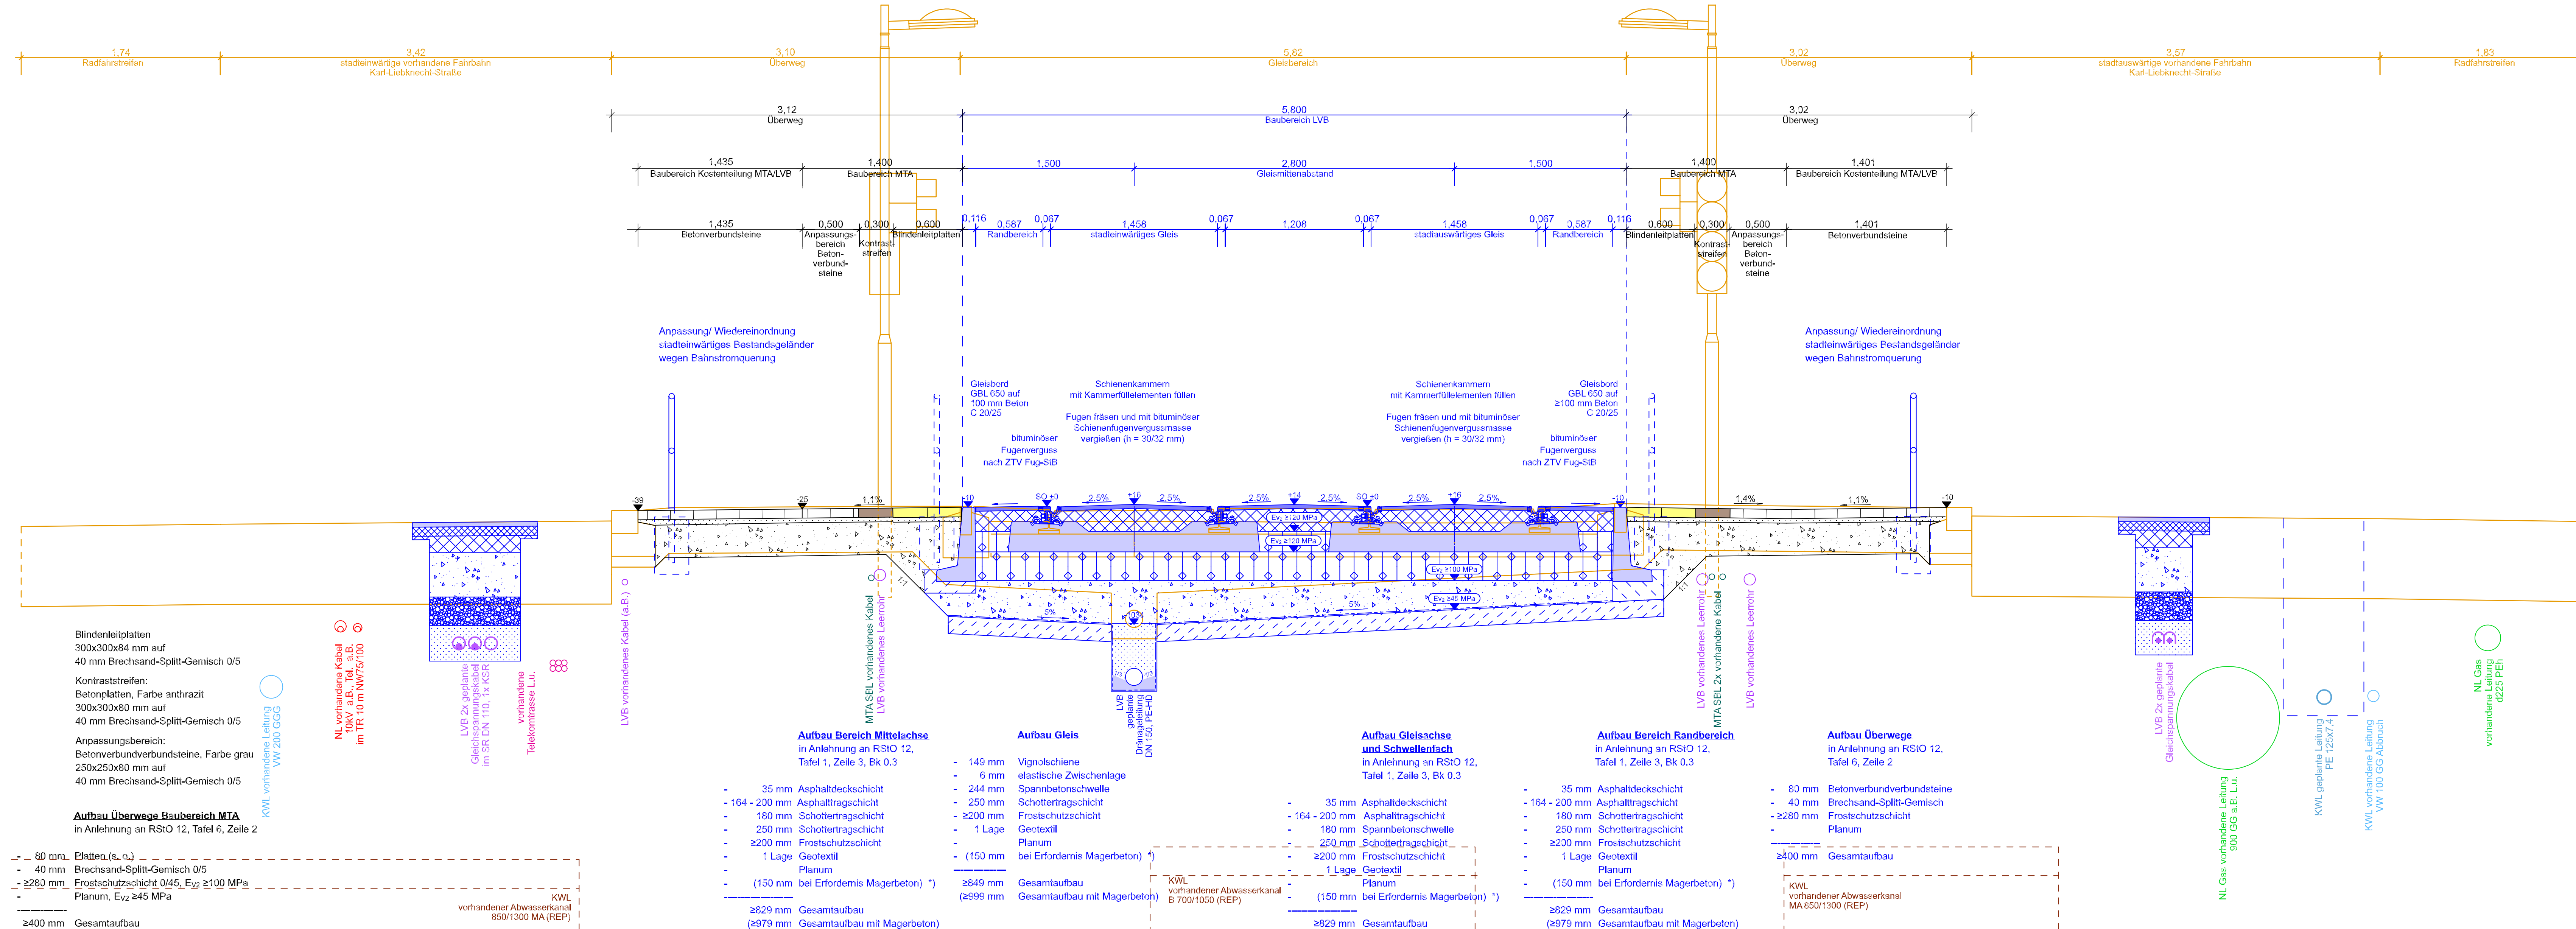 1,74
Radfahrstreifen
3,42
stadteinwärtige vorhandene Fahrbahn
Karl-Liebknecht-Straße
3,10
Überweg
5,82
Gleisbereich
3,02
Überweg
3,57
stadtauswärtige vorhandene Fahrbahn
Karl-Liebknecht-Straße
1,83
Radfahrstreifen
3,12
Überweg
5,800
Baubereich LVB
3,02
Überweg
1,435
Baubereich Kostenteilung MTA/LVB
1,400
Baubereich MTA
1,500
2,800
Gleismittenabstand
1,500
1,400
Baubereich MTA
1,401
Baubereich Kostenteilung MTA/LVB
1,435
Betonverbundsteine
0,500
Anpassungs-
bereich
Beton-
verbund-
steine
0,300
Kontrast-
streifen
0,600
Blindenleitplatten
0,116
0,587
Randbereich
0,067
1,458
stadteinwärtiges Gleis
0,067
1,208
0,067
1,458
stadtauswärtiges Gleis
0,067
0,587
Randbereich
0,116
0,600
Blindenleitplatten
0,300
Kontrast-
streifen
0,500
Anpassungs-
bereich
Beton-
verbund-
steine
1,401
Betonverbundsteine
Anpassung/ Wiedereinordnung
stadteinwärtiges Bestandsgeländer
wegen Bahnstromquerung
Anpassung/ Wiedereinordnung
stadteinwärtiges Bestandsgeländer
wegen Bahnstromquerung
Gleisbord
GBL 650 auf
100 mm Beton
C 20/25
Schienenkammern
mit Kammerfüllelementen füllen
Fugen fräsen und mit bituminöser
Schienenfugenvergussmasse
vergießen (h = 30/32 mm)
bituminöser
Fugenverguss
nach ZTV Fug-StB
Schienenkammern
mit Kammerfüllelementen füllen
Fugen fräsen und mit bituminöser
Schienenfugenvergussmasse
vergießen (h = 30/32 mm)
Gleisbord
GBL 650 auf
≥100 mm Beton
C 20/25
bituminöser
Fugenverguss
nach ZTV Fug-StB
-39
-25
1,1%
-10
SO ±0
2,5%
+16
2,5%
2,5%
+14
2,5%
SO ±0
2,5%
+16
2,5%
-10
1,4%
1,1%
-10
Ev₂ ≥120 MPa
Ev₂ ≥120 MPa
Ev₂ ≥100 MPa
Ev₂ ≥45 MPa
1:1
5%
-1034
5%
1:1
Blindenleitplatten
300x300x84 mm auf
40 mm Brechsand-Splitt-Gemisch 0/5
Kontraststreifen:
Betonplatten, Farbe anthrazit
300x300x80 mm auf
40 mm Brechsand-Splitt-Gemisch 0/5
Anpassungsbereich:
Betonverbundverbundsteine, Farbe grau
250x250x80 mm auf
40 mm Brechsand-Splitt-Gemisch 0/5
Aufbau Überwege Baubereich MTA
in Anlehnung an RStO 12, Tafel 6, Zeile 2
- 80 mm Platten (s. o.)
- 40 mm Brechsand-Splitt-Gemisch 0/5
- ≥280 mm Frostschutzschicht 0/45, EV2 ≥100 MPa
- Planum, EV2 ≥45 MPa
≥400 mm Gesamtaufbau
KWL vorhandene Leitung
VW 200 GGG
NL vorhandene Kabel
10kV a.B., Tel. a.B.
im TR 10 m NW75/100
LVB 2x geplante
Gleichspannungskabel
im SR DN 110, 1x KSR
vorhandene
Telekomtrasse L.u.
LVB vorhandenes Kabel (a.B.)
MTA SBL vorhandenes Kabel
LVB vorhandenes Leerrohr
LVB
geplante
Dränageleitung
DN 150, PE-HD
LVB vorhandenes Leerrohr
MTA SBL 2x vorhandene Kabel
LVB vorhandenes Leerrohr
LVB 2x geplante
Gleichspannungskabel
NL Gas vorhandene Leitung
900 GG a.B. L.u.
KWL geplante Leitung
PE 125x7,4
KWL vorhandene Leitung
VW 100 GG Abbruch
NL Gas
vorhandene Leitung
d225 PEh
KWL
vorhandener Abwasserkanal
850/1300 MA (REP)
Aufbau Bereich Mittelachse
in Anlehnung an RStO 12,
Tafel 1, Zeile 3, Bk 0.3
- 35 mm Asphaltdeckschicht
- 164 - 200 mm Asphalttragschicht
- 180 mm Schottertragschicht
- 250 mm Schottertragschicht
- ≥200 mm Frostschutzschicht
- 1 Lage Geotextil
- Planum
- (150 mm bei Erfordernis Magerbeton) *)
≥829 mm Gesamtaufbau
(≥979 mm Gesamtaufbau mit Magerbeton)
Aufbau Gleis
- 149 mm Vignolschiene
- 6 mm elastische Zwischenlage
- 244 mm Spannbetonschwelle
- 250 mm Schottertragschicht
- ≥200 mm Frostschutzschicht
- 1 Lage Geotextil
- Planum
- (150 mm bei Erfordernis Magerbeton) *)
≥849 mm Gesamtaufbau
(≥999 mm Gesamtaufbau mit Magerbeton)
KWL
vorhandener Abwasserkanal
B 700/1050 (REP)
Aufbau Gleisachse
und Schwellenfach
in Anlehnung an RStO 12,
Tafel 1, Zeile 3, Bk 0.3
- 35 mm Asphaltdeckschicht
- 164 - 200 mm Asphalttragschicht
- 180 mm Spannbetonschwelle
- 250 mm Schottertragschicht
- ≥200 mm Frostschutzschicht
- 1 Lage Geotextil
- Planum
- (150 mm bei Erfordernis Magerbeton) *)
≥829 mm Gesamtaufbau
Aufbau Bereich Randbereich
in Anlehnung an RStO 12,
Tafel 1, Zeile 3, Bk 0.3
- 35 mm Asphaltdeckschicht
- 164 - 200 mm Asphalttragschicht
- 180 mm Schottertragschicht
- 250 mm Schottertragschicht
- ≥200 mm Frostschutzschicht
- 1 Lage Geotextil
- Planum
- (150 mm bei Erfordernis Magerbeton) *)
≥829 mm Gesamtaufbau
(≥979 mm Gesamtaufbau mit Magerbeton)
Aufbau Überwege
in Anlehnung an RStO 12,
Tafel 6, Zeile 2
- 80 mm Betonverbundverbundsteine
- 40 mm Brechsand-Splitt-Gemisch
- ≥280 mm Frostschutzschicht
- Planum
≥400 mm Gesamtaufbau
KWL
vorhandener Abwasserkanal
MA 850/1300 (REP)